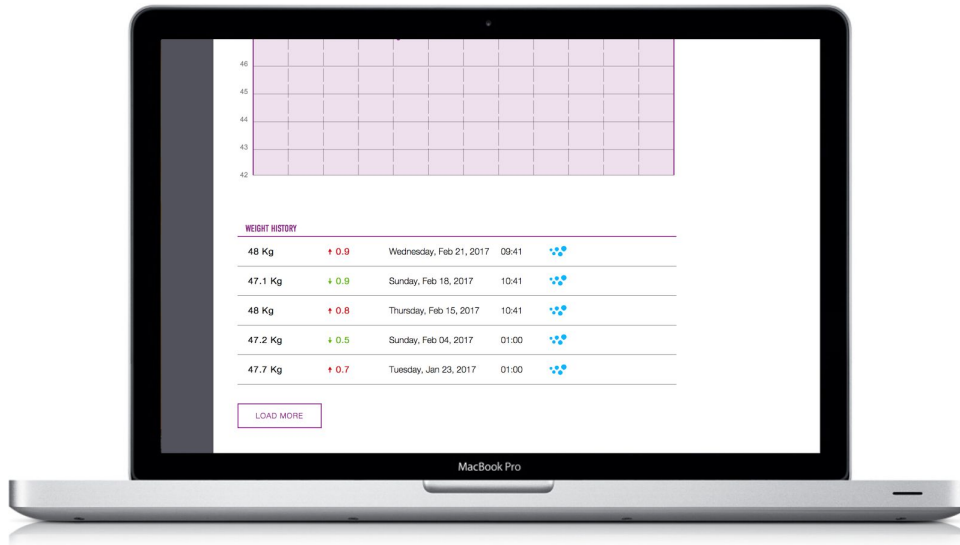 46
45
44
43
42
WEIGHT HISTORY
48 Kg ↑ 0.9 Wednesday, Feb 21, 2017 09:41
47.1 Kg ↓ 0.9 Sunday, Feb 18, 2017 10:41
48 Kg ↑ 0.8 Thursday, Feb 15, 2017 10:41
47.2 Kg ↓ 0.5 Sunday, Feb 04, 2017 01:00
47.7 Kg ↑ 0.7 Tuesday, Jan 23, 2017 01:00
LOAD MORE
MacBook Pro